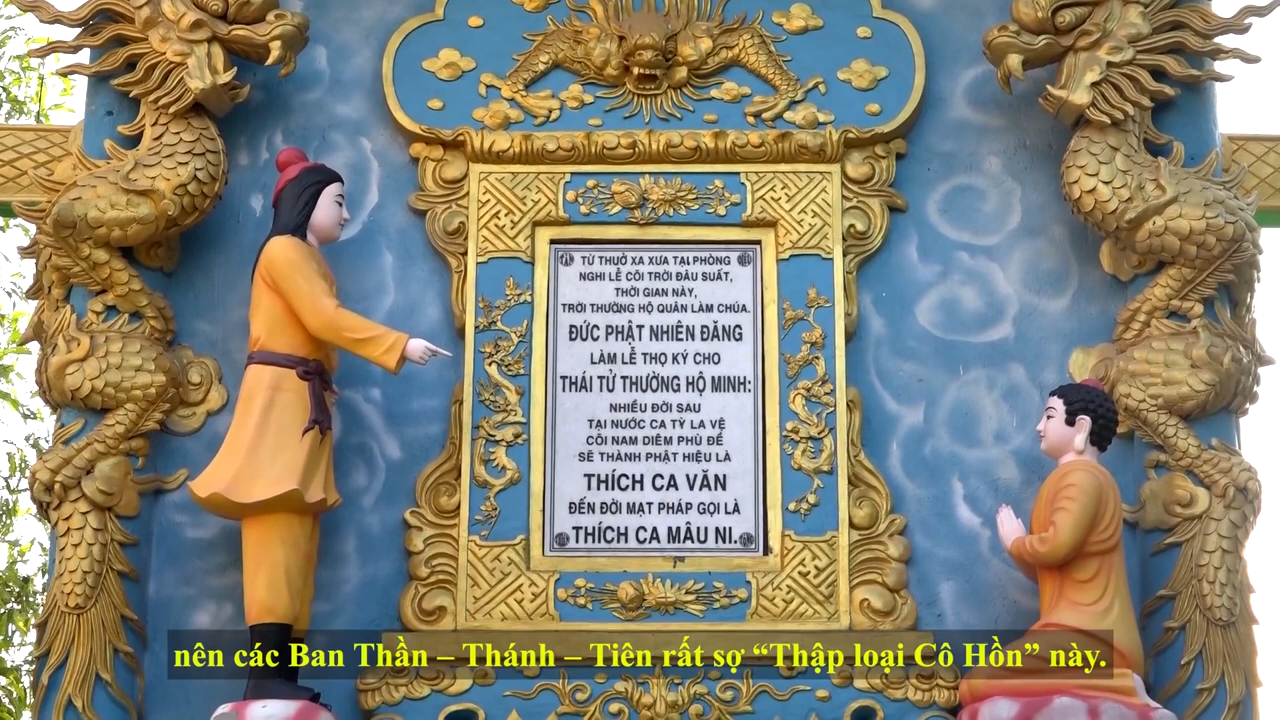 TỪ THUỞ XA XƯA TẠI PHÒNG
NGHI LỄ CÕI TRỜI ĐÂU SUẤT,
THỜI GIAN NÀY,
TRỜI THƯỜNG HỘ QUÂN LÀM CHÚA.
ĐỨC PHẬT NHIÊN ĐĂNG
LÀM LỄ THỌ KÝ CHO
THÁI TỬ THƯỜNG HỘ MINH:
NHIỀU ĐỜI SAU
TẠI NƯỚC CA TỲ LA VỆ
CÕI NAM DIÊM PHÙ ĐỀ
SẼ THÀNH PHẬT HIỆU LÀ
THÍCH CA VĂN
ĐẾN ĐỜI MẠT PHÁP GỌI LÀ
THÍCH CA MÂU NI.
nên các Ban Thần – Thánh – Tiên rất sợ “Thập loại Cô Hồn” này.